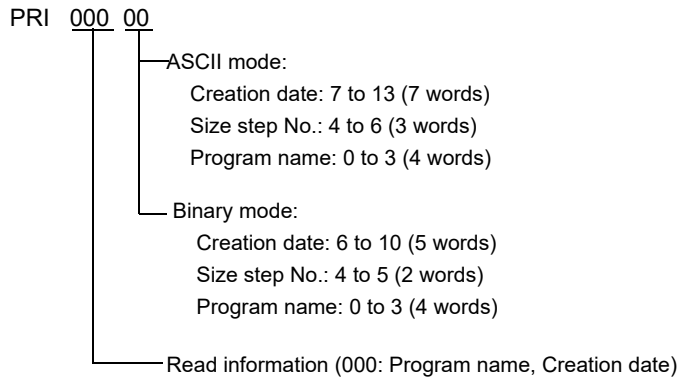 PRI 000 00
ASCII mode:
Creation date: 7 to 13 (7 words)
Size step No.: 4 to 6 (3 words)
Program name: 0 to 3 (4 words)
Binary mode:
Creation date: 6 to 10 (5 words)
Size step No.: 4 to 5 (2 words)
Program name: 0 to 3 (4 words)
Read information (000: Program name, Creation date)